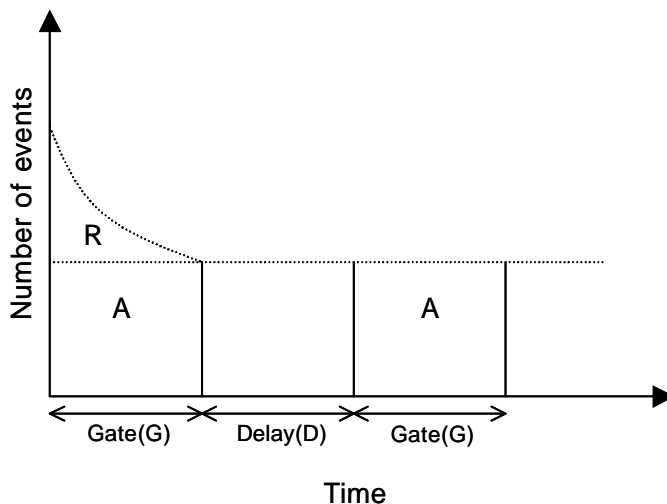 Number of events
R
A
A
Gate(G)
Delay(D)
Gate(G)
Time